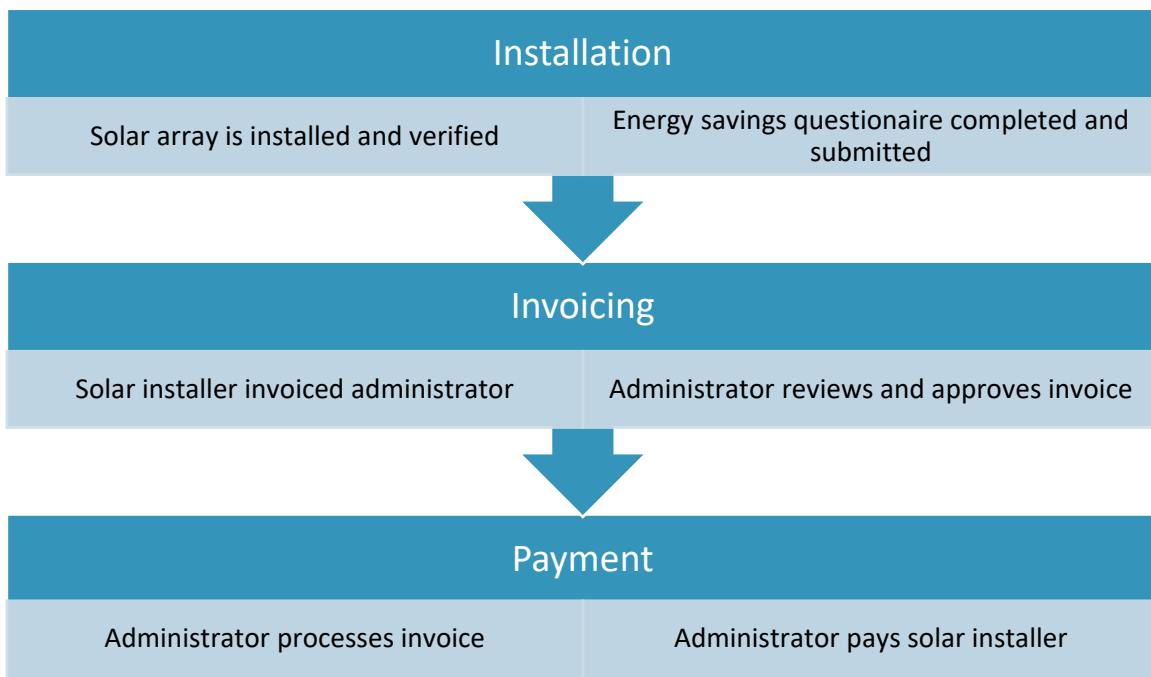 Installation
Solar array is installed and verified
Energy savings questionaire completed and
submitted
Invoicing
Solar installer invoiced administrator
Administrator reviews and approves invoice
Payment
Administrator processes invoice
Administrator pays solar installer